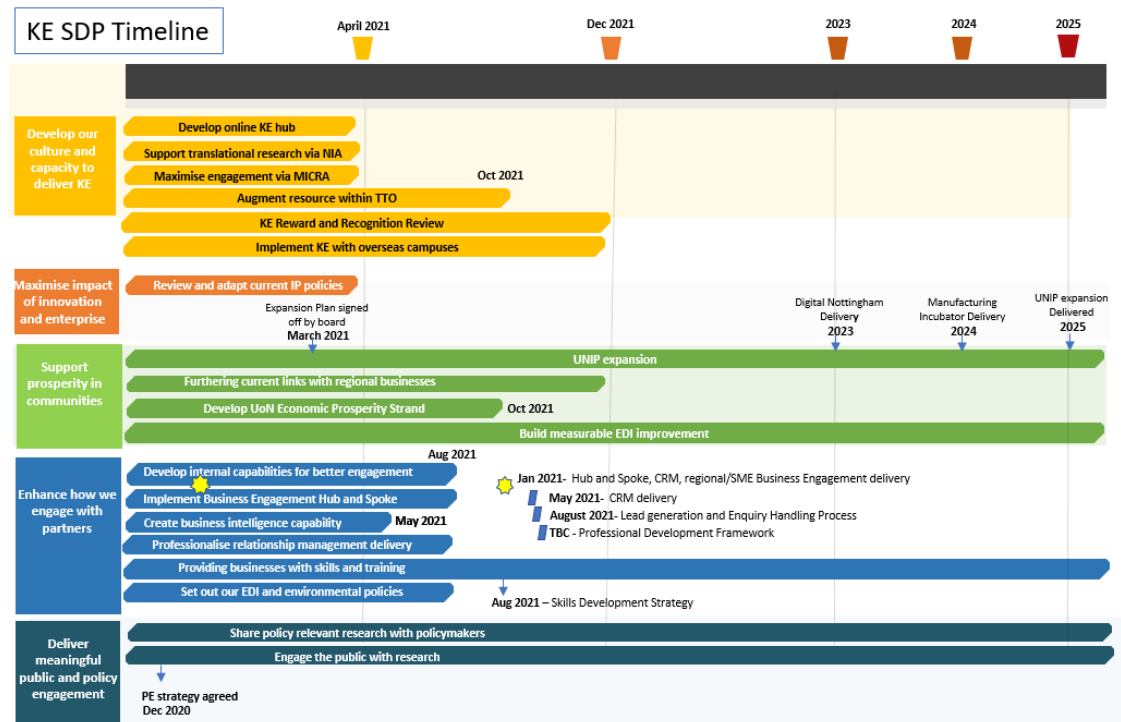 KE SDP Timeline
April 2021
Dec 2021
2023
2024
2025
Develop our
culture and
capacity to
deliver KE
Develop online KE hub
Support translational research via NIA
Maximise engagement via MICRA
Oct 2021
Augment resource within TTO
KE Reward and Recognition Review
Implement KE with overseas campuses
Maximise impact
of innovation
and enterprise
Review and adapt current IP policies
Expansion Plan signed
off by board
March 2021
Digital Nottingham
Delivery
2023
Manufacturing
Incubator Delivery
2024
UNIP expansion
Delivered
2025
Support
prosperity in
communities
UNIP expansion
Furthering current links with regional businesses
Develop UoN Economic Prosperity Strand
Oct 2021
Build measurable EDI improvement
Enhance how we
engage with
partners
Aug 2021
Develop internal capabilities for better engagement
Implement Business Engagement Hub and Spoke
Create business intelligence capability
May 2021
Professionalise relationship management delivery
Providing businesses with skills and training
Set out our EDI and environmental policies
Jan 2021- Hub and Spoke, CRM, regional/SME Business Engagement delivery
May 2021- CRM delivery
August 2021- Lead generation and Enquiry Handling Process
TBC - Professional Development Framework
Aug 2021 – Skills Development Strategy
Deliver
meaningful
public and policy
engagement
Share policy relevant research with policymakers
Engage the public with research
PE strategy agreed
Dec 2020